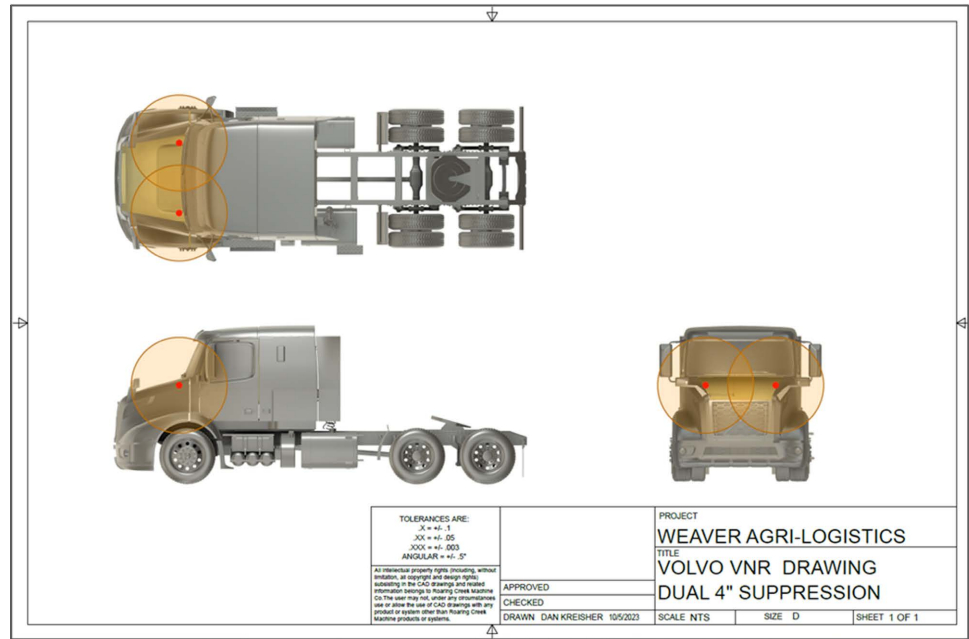 TOLERANCES ARE:
.X = +/- .1
.XX = +/- .05
.XXX = +/- .003
ANGULAR = +/- .5°
All intellectual property rights (including, without
limitation, all copyright and design rights)
subsisting in the CAD drawings and related
information belongs to Roaring Creek Machine
Co.The user may not, under any circumstances
use or allow the use of CAD drawings with any
product or system other than Roaring Creek
Machine products or systems.
APPROVED
CHECKED
DRAWN DAN KREISHER 10/5/2023
PROJECT
WEAVER AGRI-LOGISTICS
TITLE
VOLVO VNR DRAWING
DUAL 4" SUPPRESSION
SCALE NTS SIZE D SHEET 1 OF 1